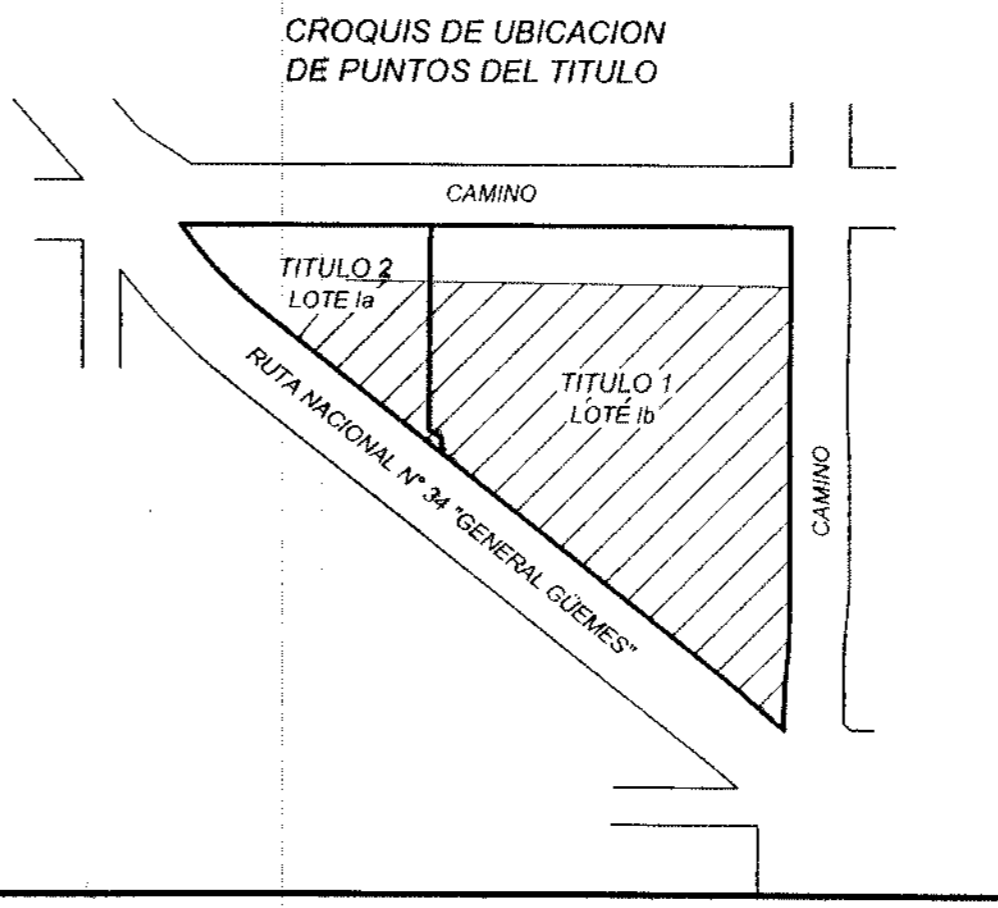 CROQUIS DE UBICACION
DE PUNTOS DEL TITULO
CAMINO
TITULO 2
LOTE Ia
TITULO 1
LOTE Ib
RUTA NACIONAL N° 34 "GENERAL GÜEMES"
CAMINO